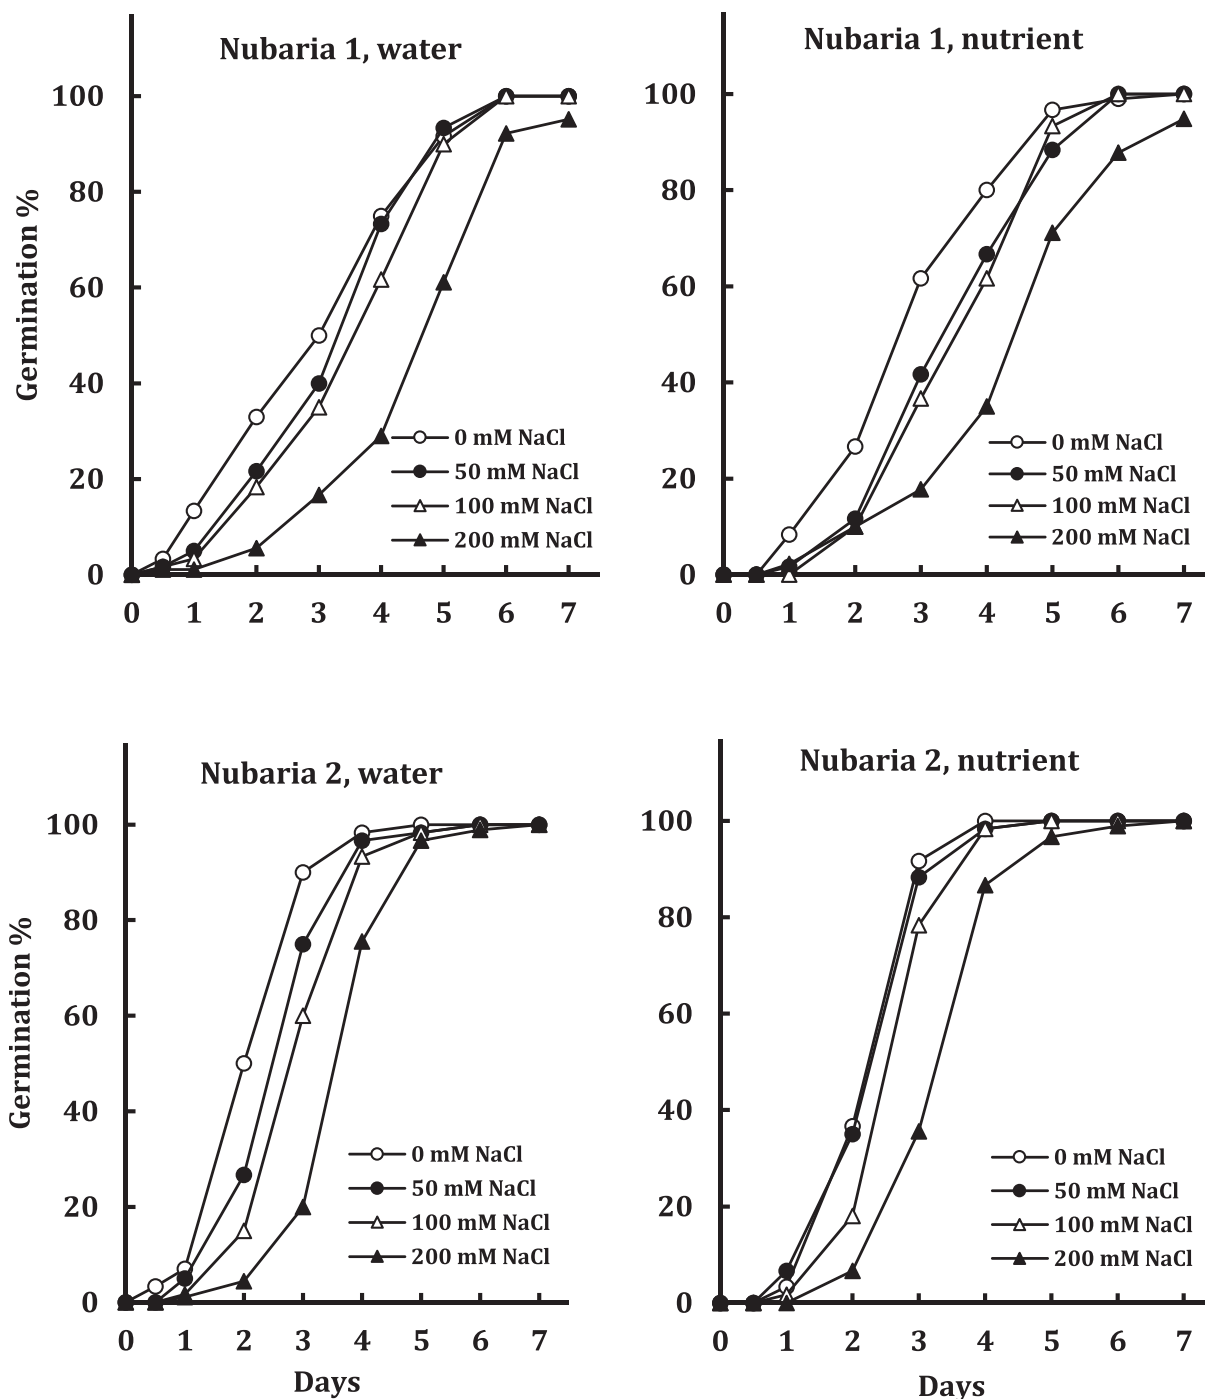 Nubaria 1, water
Germination %
100
80
60
40
20
0
0 1 2 3 4 5 6 7
0 mM NaCl
50 mM NaCl
100 mM NaCl
200 mM NaCl
Nubaria 1, nutrient
100
80
60
40
20
0
0 1 2 3 4 5 6 7
0 mM NaCl
50 mM NaCl
100 mM NaCl
200 mM NaCl
Nubaria 2, water
Germination %
100
80
60
40
20
0
0 1 2 3 4 5 6 7
Days
0 mM NaCl
50 mM NaCl
100 mM NaCl
200 mM NaCl
Nubaria 2, nutrient
100
80
60
40
20
0
0 1 2 3 4 5 6 7
Days
0 mM NaCl
50 mM NaCl
100 mM NaCl
200 mM NaCl